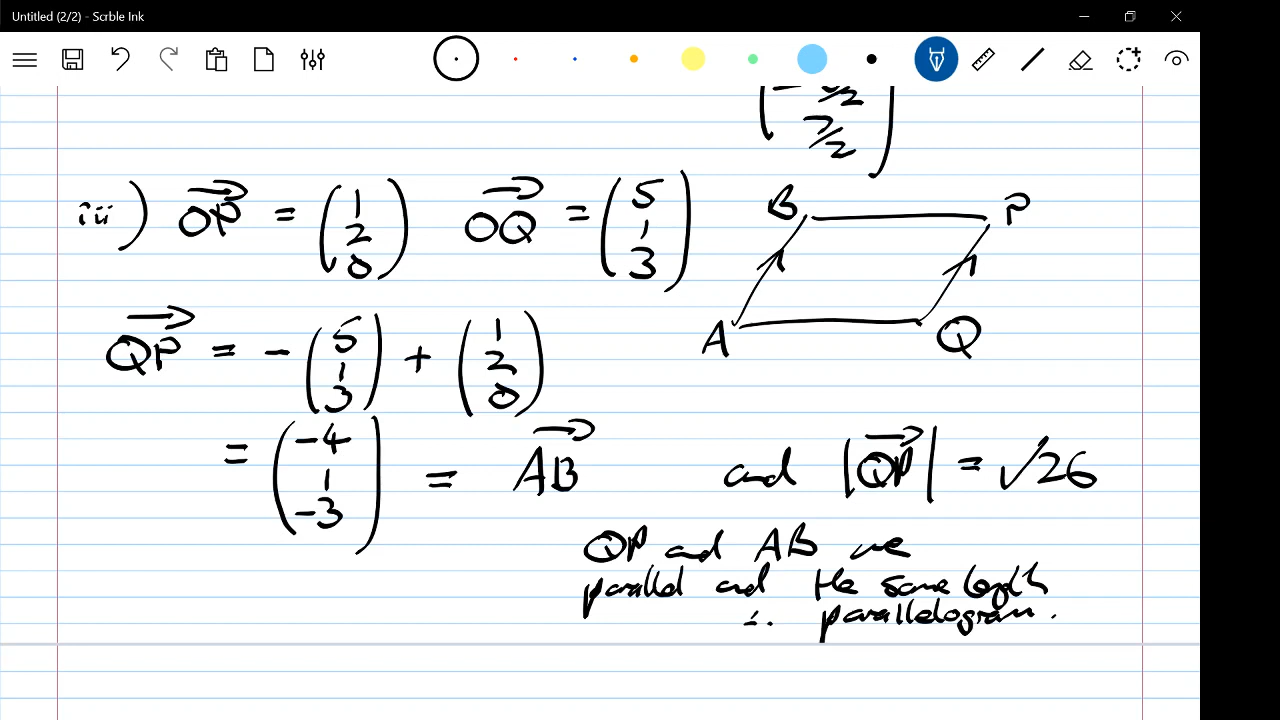 Untitled (2/2) - Scrble Ink
7/2
iii) OP = (1 2 0) OQ = (5 1 3)
B P
A Q
QP = - (5 1 3) + (1 2 0)
= (-4 1 -3) = AB and |QP| = √26
QP and AB are
parallel and the same length
∴ parallelogram.